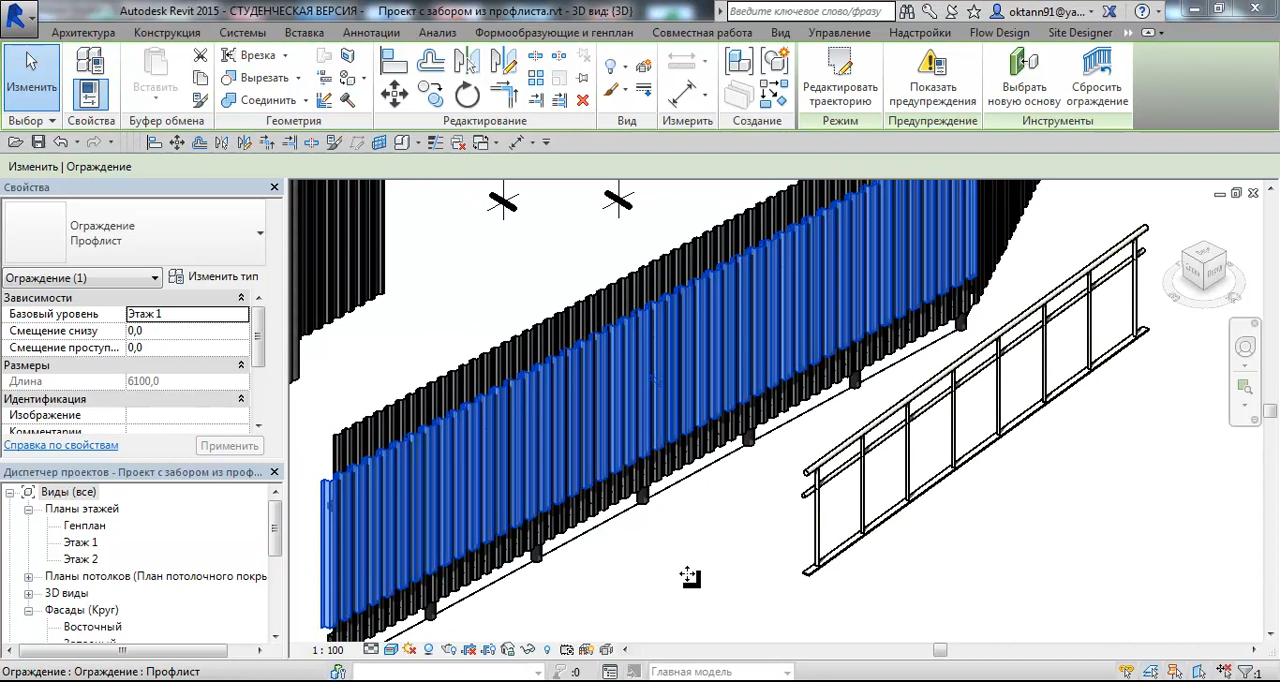 Autodesk Revit 2015 - СТУДЕНЧЕСКАЯ ВЕРСИЯ - Проект с забором из профлиста.rvt - 3D вид: {3D}
Введите ключевое слово/фразу
oktann91@ya...
Архитектура Конструкция Системы Вставка Аннотации Анализ Формообразующие и генплан Совместная работа Вид Управление Надстройки Flow Design Site Designer
Изменить
Вставить
Врезка
Вырезать
Соединить
Редактировать траекторию
Показать предупреждения
Выбрать новую основу
Сбросить ограждение
Выбор Свойства Буфер обмена Геометрия Редактирование Вид Измерить Создание Режим Предупреждение Инструменты
Изменить | Ограждение
Свойства
Ограждение
Профлист
Ограждение (1)
Изменить тип
Зависимости
Базовый уровень Этаж 1
Смещение снизу 0,0
Смещение проступ... 0,0
Размеры
Длина 6100,0
Идентификация
Изображение
Комментарии
Справка по свойствам
Применить
Диспетчер проектов - Проект с забором из проф...
Виды (все)
Планы этажей
Генплан
Этаж 1
Этаж 2
Планы потолков (План потолочного покры
3D виды
Фасады (Круг)
Восточный
1 : 100
Ограждение : Ограждение : Профлист
:0
Главная модель
:1